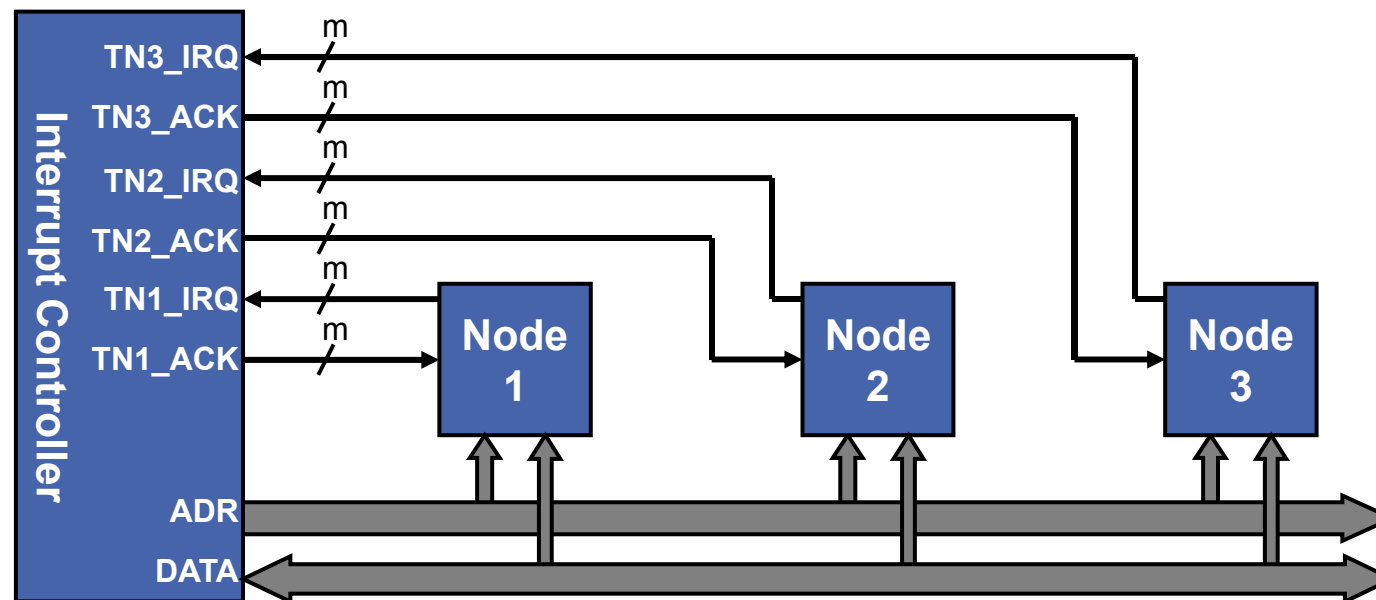 Interrupt Controller
TN3_IRQ
m
TN3_ACK
m
TN2_IRQ
m
TN2_ACK
m
TN1_IRQ
m
TN1_ACK
m
Node
1
Node
2
Node
3
ADR
DATA